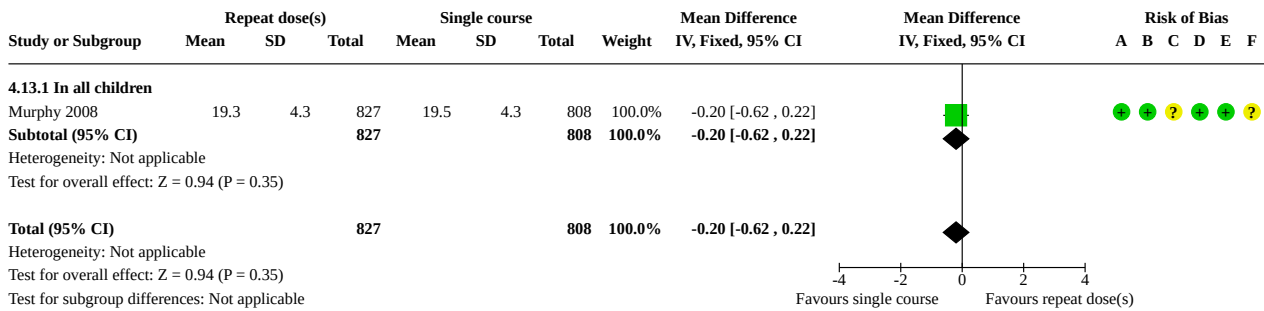 Repeat dose(s) Single course Mean Difference Mean Difference Risk of Bias
Study or Subgroup Mean SD Total Mean SD Total Weight IV, Fixed, 95% CI IV, Fixed, 95% CI A B C D E F
4.13.1 In all children
Murphy 2008 19.3 4.3 827 19.5 4.3 808 100.0% -0.20 [-0.62 , 0.22] + + ? + + ?
Subtotal (95% CI) 827 808 100.0% -0.20 [-0.62 , 0.22]
Heterogeneity: Not applicable
Test for overall effect: Z = 0.94 (P = 0.35)
Total (95% CI) 827 808 100.0% -0.20 [-0.62 , 0.22]
Heterogeneity: Not applicable
Test for overall effect: Z = 0.94 (P = 0.35) -4 -2 0 2 4
Test for subgroup differences: Not applicable Favours single course Favours repeat dose(s)